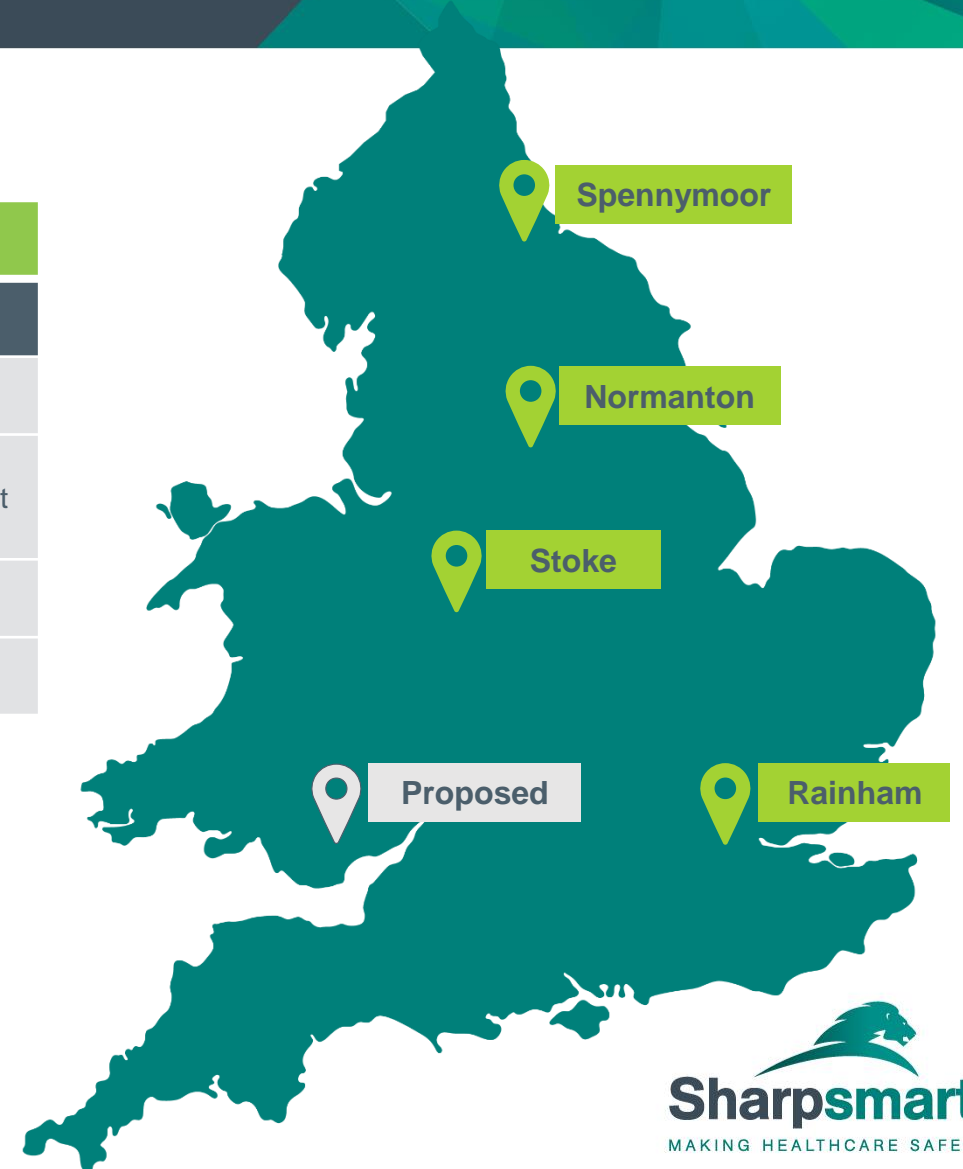 Spennymoor
Normanton
t
Stoke
Proposed
Rainham
Sharpsmart
MAKING HEALTHCARE SAFE